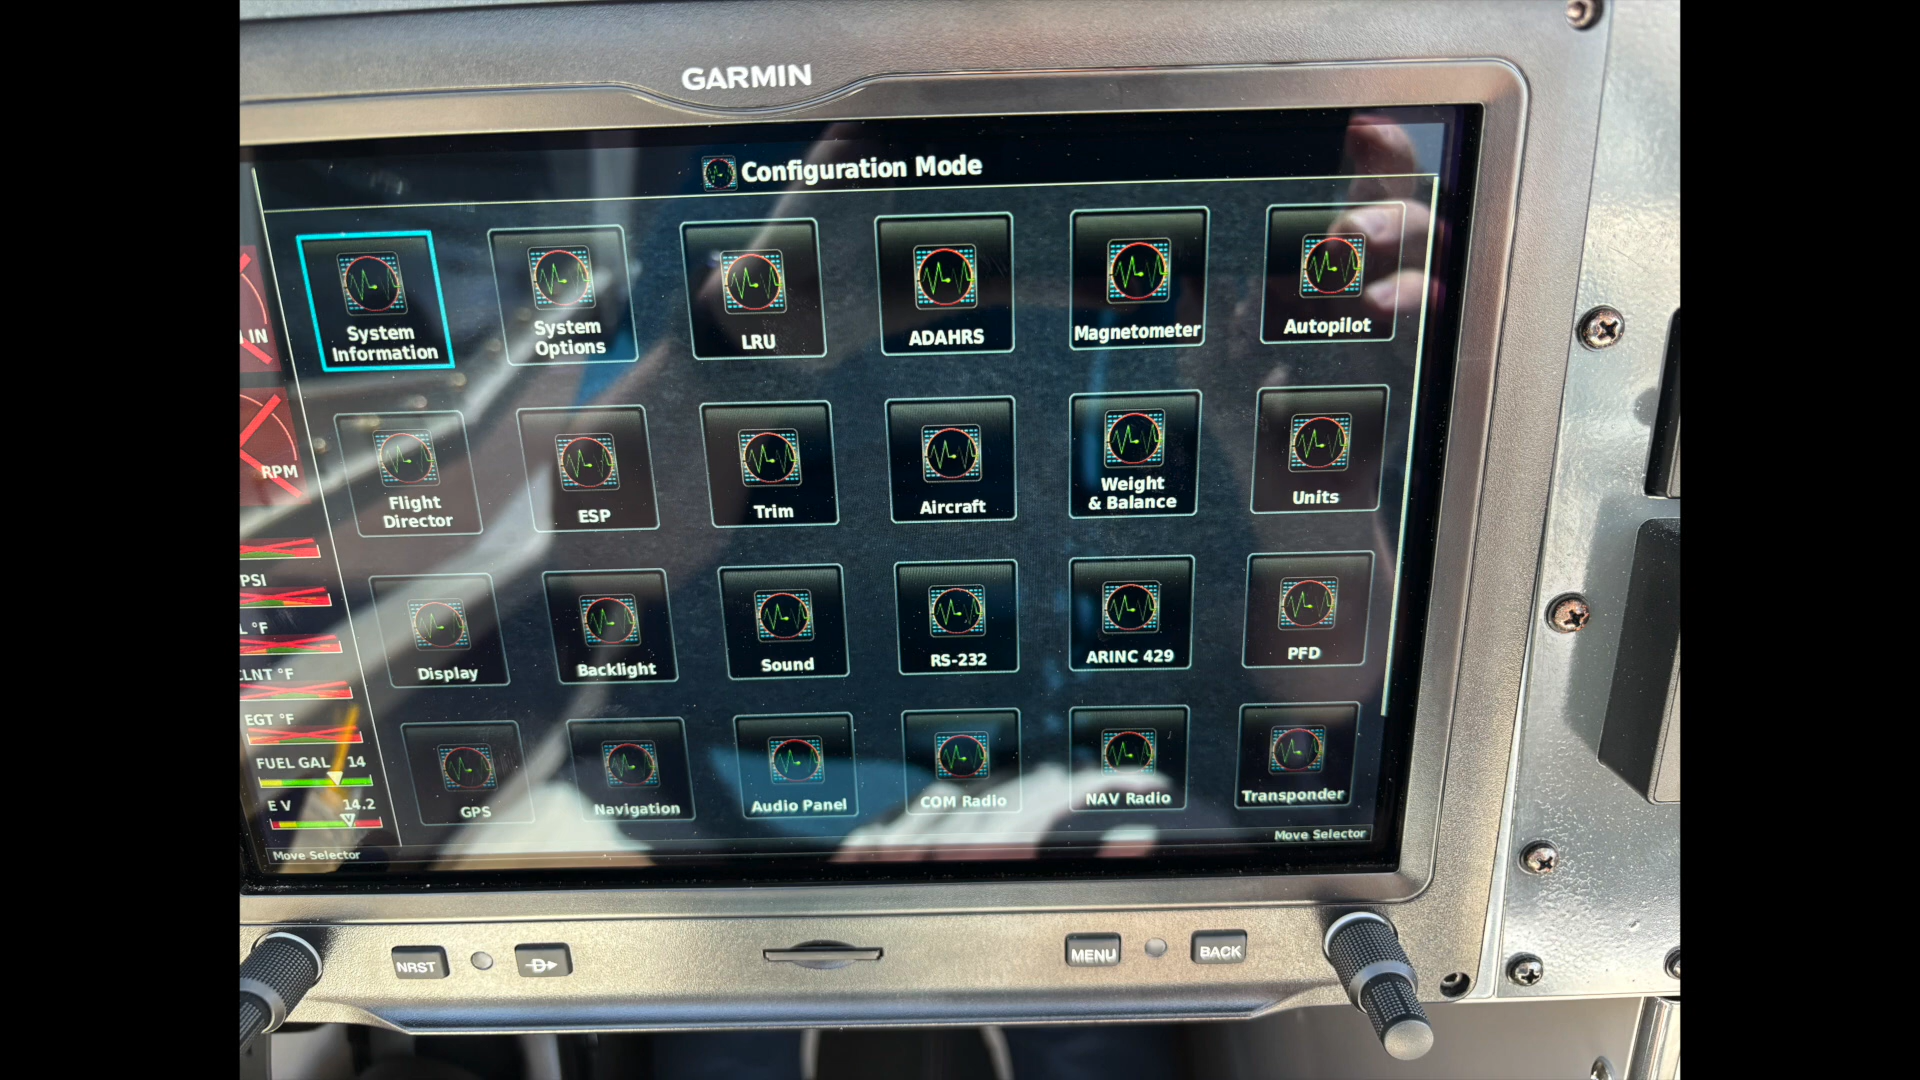 GARMIN
Configuration Mode
System
Information
System
Options
LRU
ADAHRS
Magnetometer
Autopilot
IN
RPM
Flight
Director
ESP
Trim
Aircraft
Weight
& Balance
Units
PSI
°F
°F
EGT °F
FUEL GAL 14
E V 14.2
Display
Backlight
Sound
RS-232
ARINC 429
PFD
GPS
Navigation
Audio Panel
COM Radio
NAV Radio
Transponder
Move Selector
Move Selector
NRST
D
MENU
BACK